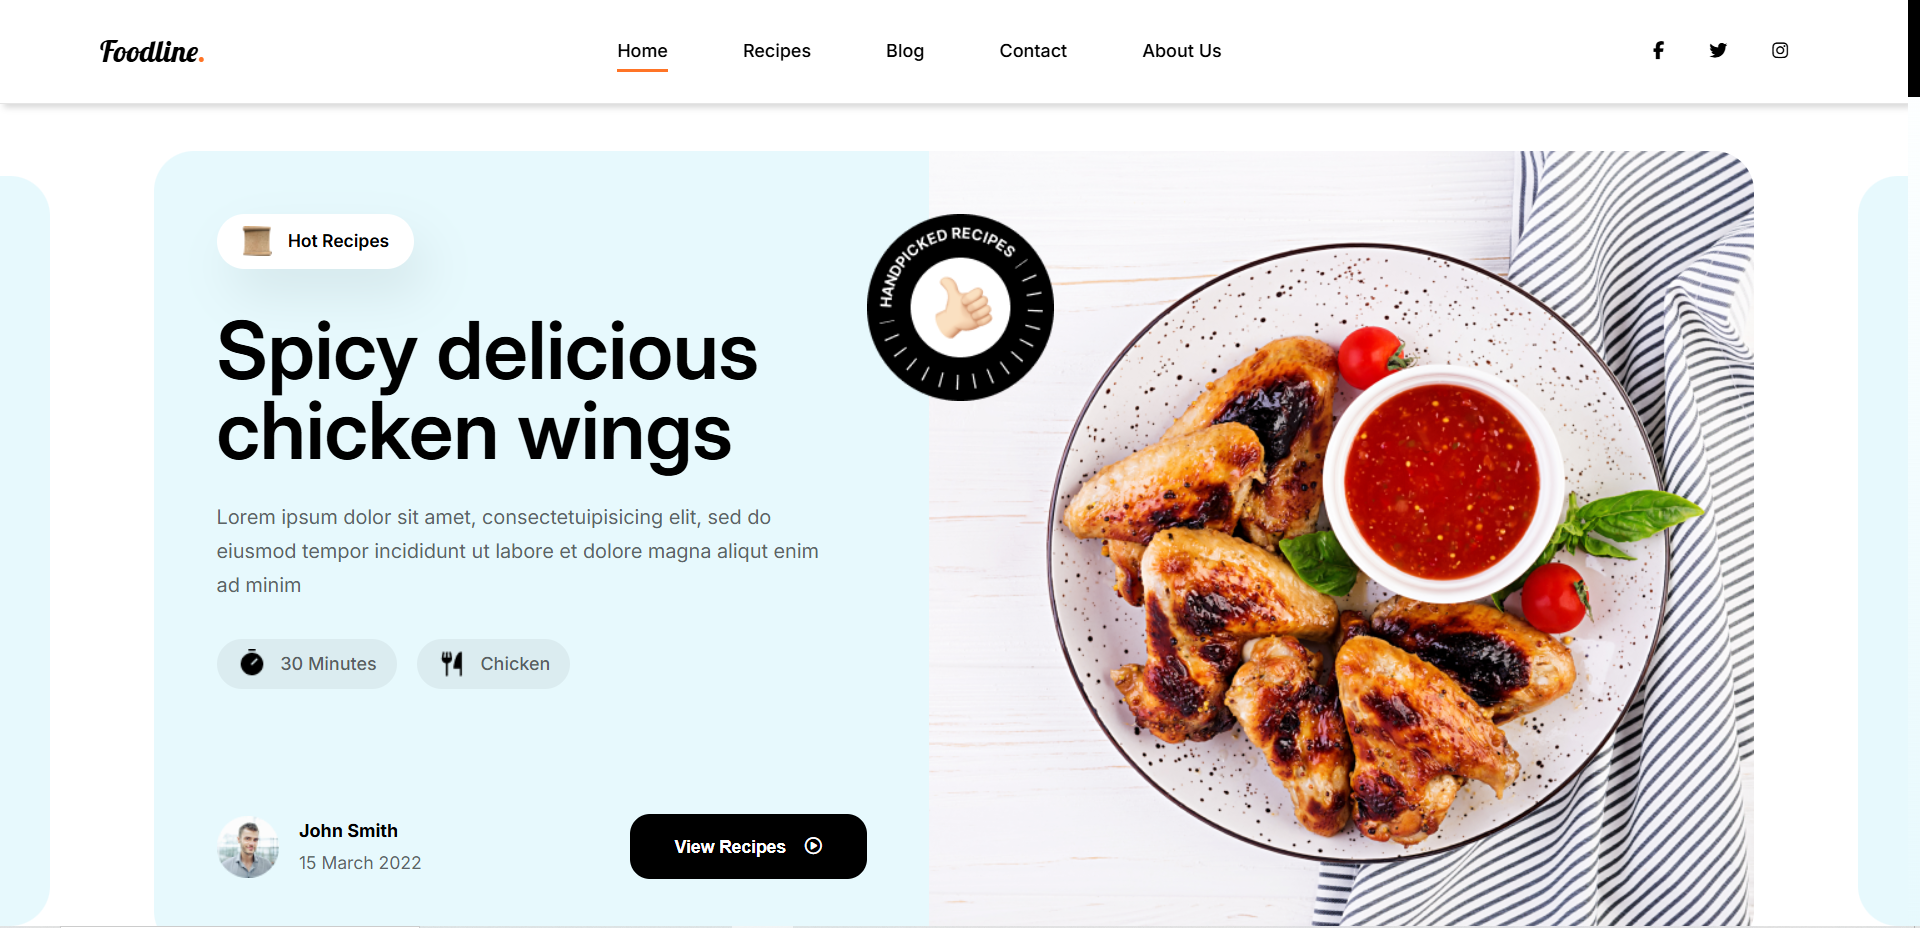 Foodline.
Home
Recipes
Blog
Contact
About Us
Hot Recipes
HANDPICKED RECIPES
Spicy delicious
chicken wings
Lorem ipsum dolor sit amet, consectetuipisicing elit, sed do
eiusmod tempor incididunt ut labore et dolore magna aliqut enim
ad minim
30 Minutes
Chicken
John Smith
15 March 2022
View Recipes